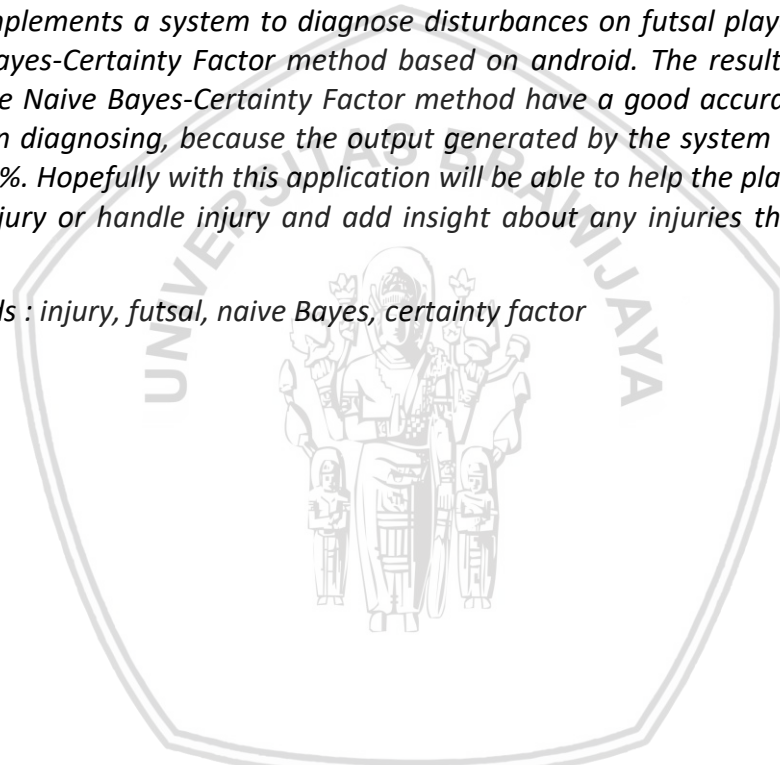 mplements a system to diagnose disturbances on futsal play
ayes-Certainty Factor method based on android. The result
e Naive Bayes-Certainty Factor method have a good accura
n diagnosing, because the output generated by the system
%. Hopefully with this application will be able to help the pla
jury or handle injury and add insight about any injuries th
ls : injury, futsal, naive Bayes, certainty factor
UNIVERSITAS BRAWIJAYA